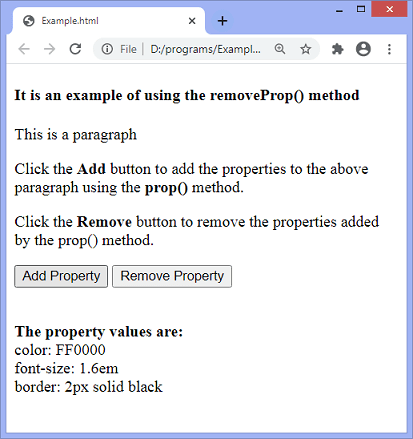 Example.html
File
D:/programs/Exampl...
It is an example of using the removeProp() method
This is a paragraph
Click the Add button to add the properties to the above
paragraph using the prop() method.
Click the Remove button to remove the properties added
by the prop() method.
Add Property
Remove Property
The property values are:
color: FF0000
font-size: 1.6em
border: 2px solid black